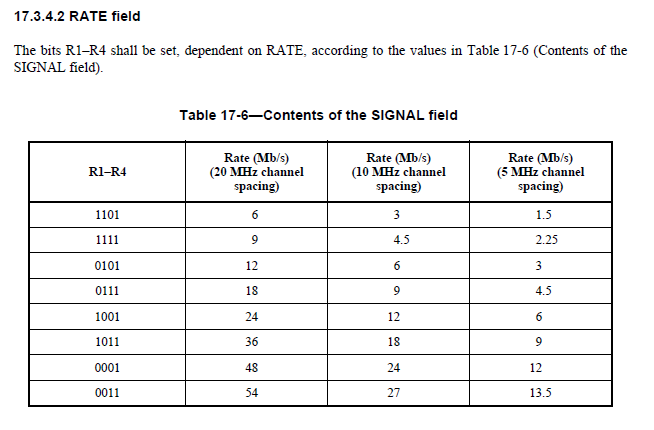 17.3.4.2 RATE field
The bits R1–R4 shall be set, dependent on RATE, according to the values in Table 17-6 (Contents of the
SIGNAL field).
Table 17-6—Contents of the SIGNAL field
R1–R4 Rate (Mb/s) (20 MHz channel spacing) Rate (Mb/s) (10 MHz channel spacing) Rate (Mb/s) (5 MHz channel spacing)
1101 6 3 1.5
1111 9 4.5 2.25
0101 12 6 3
0111 18 9 4.5
1001 24 12 6
1011 36 18 9
0001 48 24 12
0011 54 27 13.5